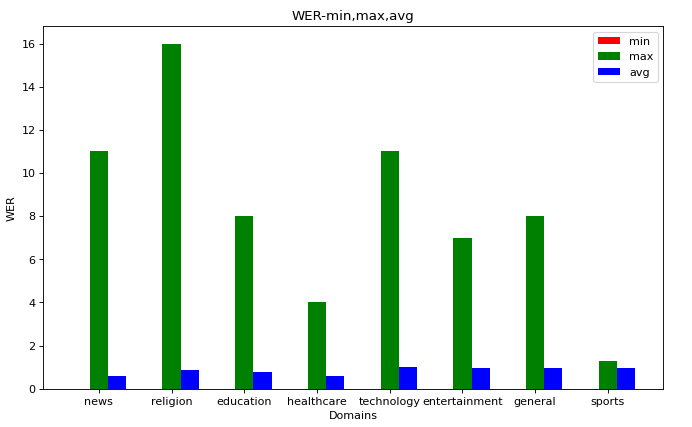 WER-min,max,avg
min
max
avg
WER
16
14
12
10
8
6
4
2
0
news religion education healthcare technology entertainment general sports
Domains